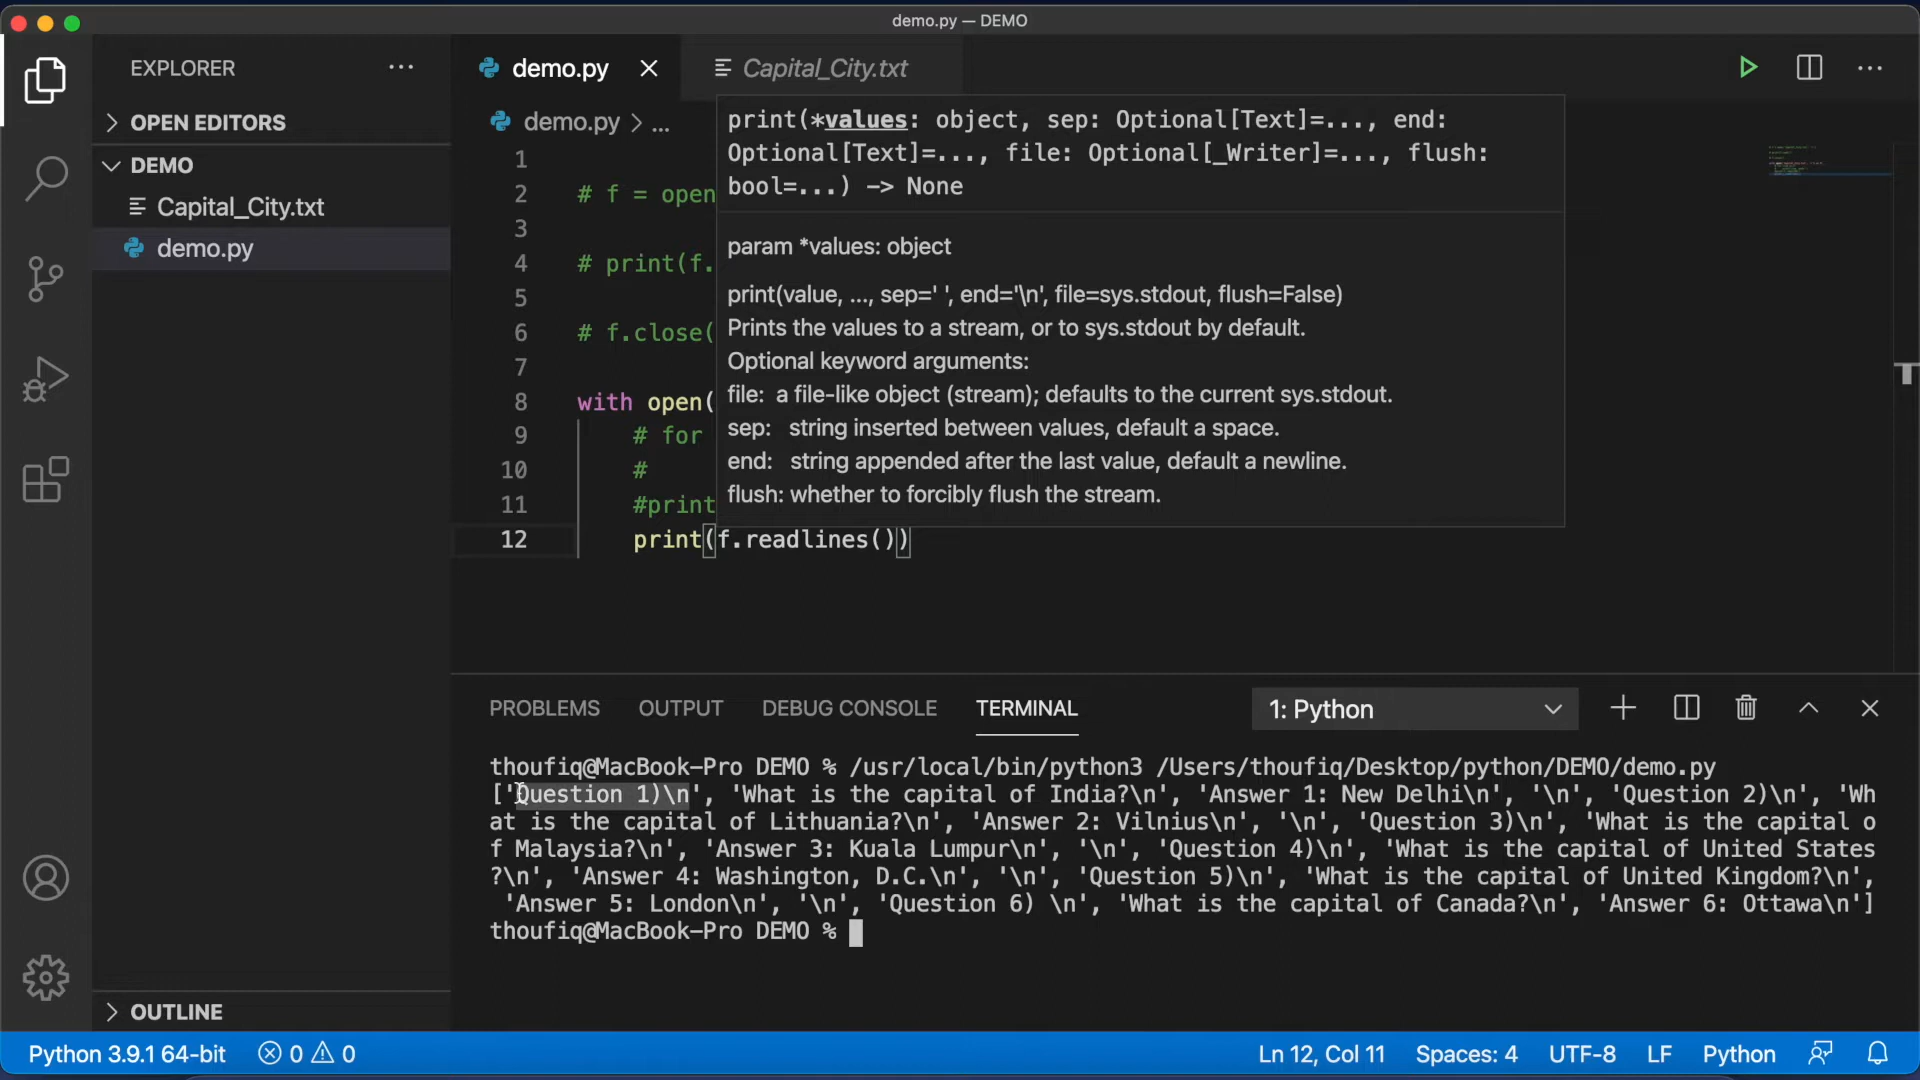 demo.py — DEMO
EXPLORER
demo.py
Capital_City.txt
OPEN EDITORS
DEMO
Capital_City.txt
demo.py
demo.py > ...
print(*values: object, sep: Optional[Text]=..., end:
Optional[Text]=..., file: Optional[_Writer]=..., flush:
bool=...) -> None
param *values: object
print(value, ..., sep=' ', end='\n', file=sys.stdout, flush=False)
Prints the values to a stream, or to sys.stdout by default.
Optional keyword arguments:
file: a file-like object (stream); defaults to the current sys.stdout.
sep: string inserted between values, default a space.
end: string appended after the last value, default a newline.
flush: whether to forcibly flush the stream.
1
2 # f = open
3
4 # print(f.
5
6 # f.close(
7
8 with open(
9 # for
10 #
11 #print
12 print(f.readlines())
PROBLEMS OUTPUT DEBUG CONSOLE TERMINAL 1: Python
thoufiq@MacBook-Pro DEMO % /usr/local/bin/python3 /Users/thoufiq/Desktop/python/DEMO/demo.py
['Question 1)\n', 'What is the capital of India?\n', 'Answer 1: New Delhi\n', '\n', 'Question 2)\n', 'Wh
at is the capital of Lithuania?\n', 'Answer 2: Vilnius\n', '\n', 'Question 3)\n', 'What is the capital o
f Malaysia?\n', 'Answer 3: Kuala Lumpur\n', '\n', 'Question 4)\n', 'What is the capital of United States
?\n', 'Answer 4: Washington, D.C.\n', '\n', 'Question 5)\n', 'What is the capital of United Kingdom?\n',
'Answer 5: London\n', '\n', 'Question 6) \n', 'What is the capital of Canada?\n', 'Answer 6: Ottawa\n']
thoufiq@MacBook-Pro DEMO %
OUTLINE
Python 3.9.1 64-bit 0 0 Ln 12, Col 11 Spaces: 4 UTF-8 LF Python